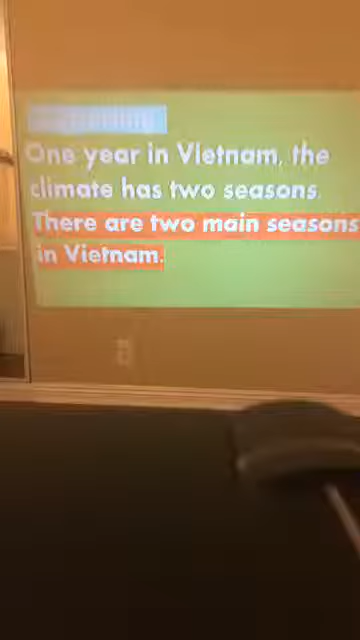 One year in Vietnam, the
climate has two seasons.
There are two main seasons
in Vietnam.